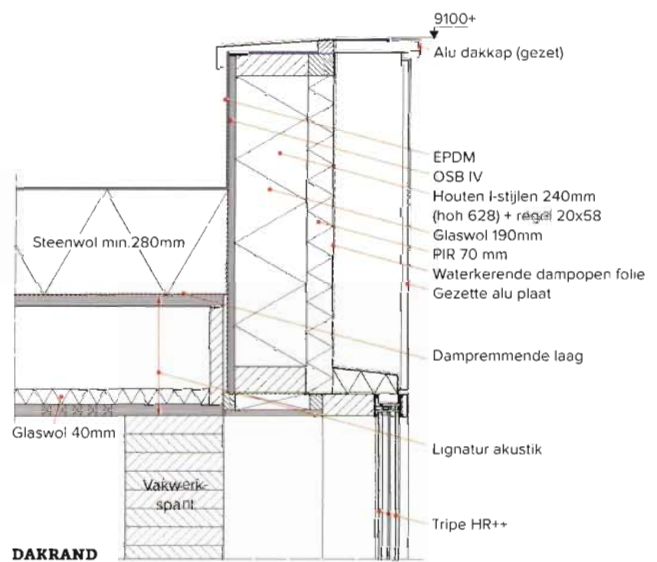 9100+
Alu dakkap (gezet)
EPDM
OSB IV
Houten I-stijlen 240mm
(hoh 628) + regel 20x58
Glaswol 190mm
PIR 70 mm
Waterkerende dampopen folie
Gezette alu plaat
Steenwol min.280mm
Dampremmende laag
Glaswol 40mm
Lignatur akustik
Vakwerk-
spant
Tripe HR++
DAKRAND